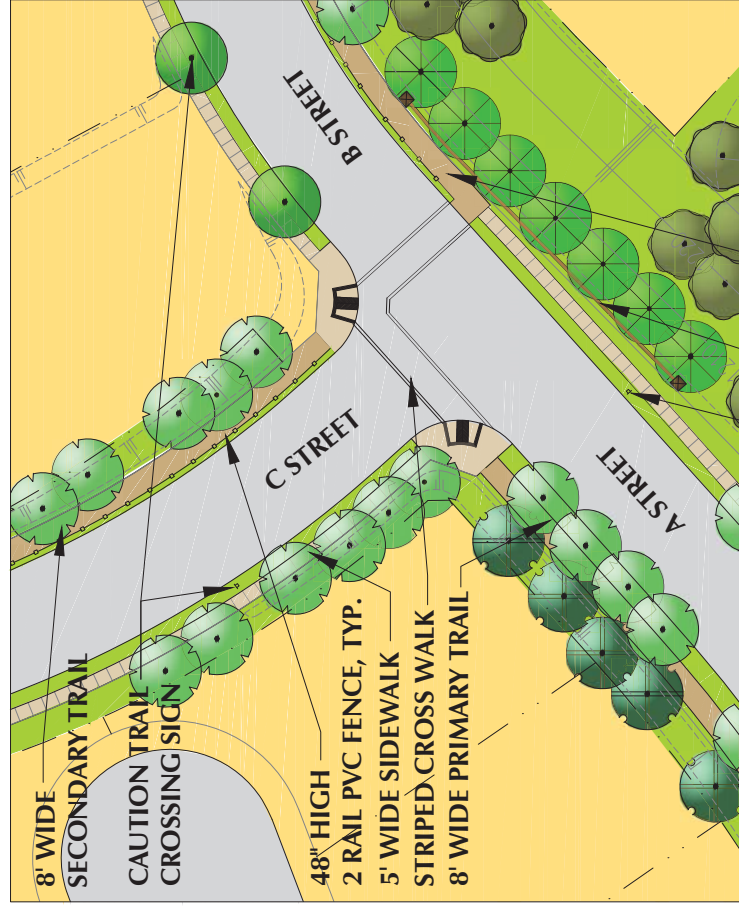 8' WIDE
SECONDARY TRAIL
CAUTION TRAIL
CROSSING SIGN
48" HIGH
2 RAIL PVC FENCE, TYP.
5' WIDE SIDEWALK
STRIPED CROSS WALK
8' WIDE PRIMARY TRAIL
C STREET
B STREET
A STREET